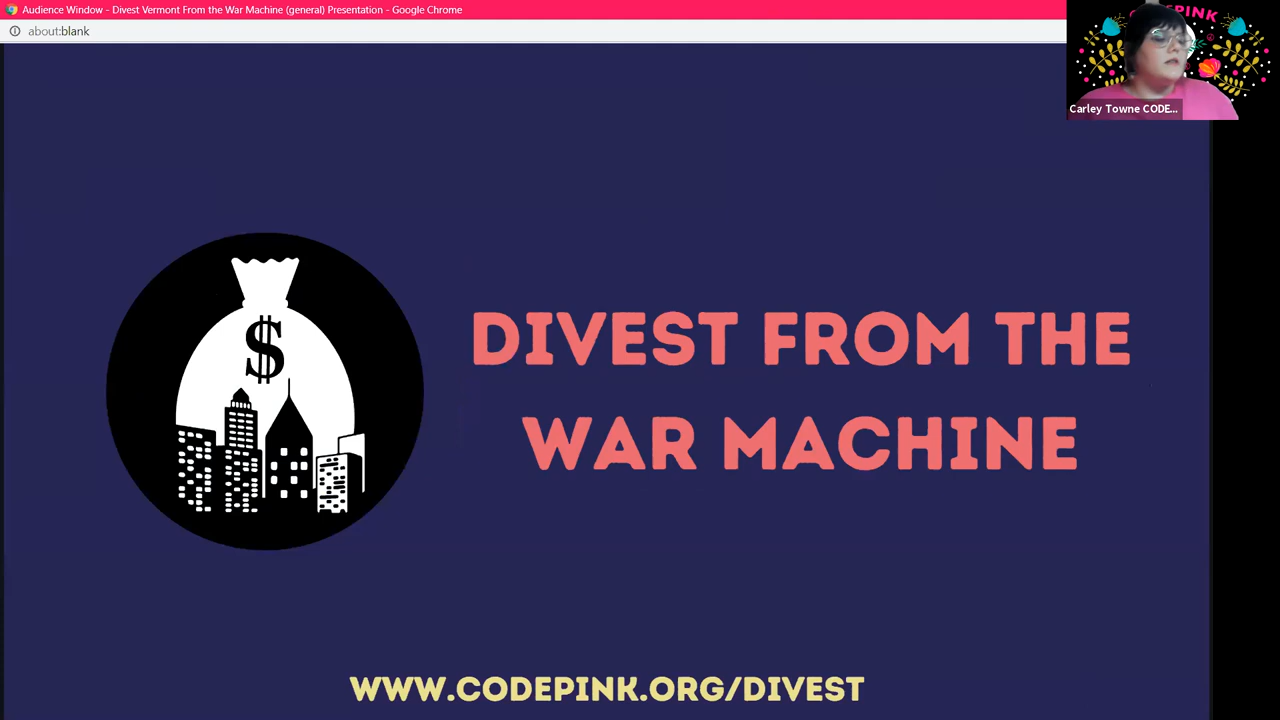 Audience Window - Divest Vermont From the War Machine (general) Presentation - Google Chrome
about:blank
PINK
Carley Towne CODE...
$
DIVEST FROM THE
WAR MACHINE
WWW.CODEPINK.ORG/DIVEST